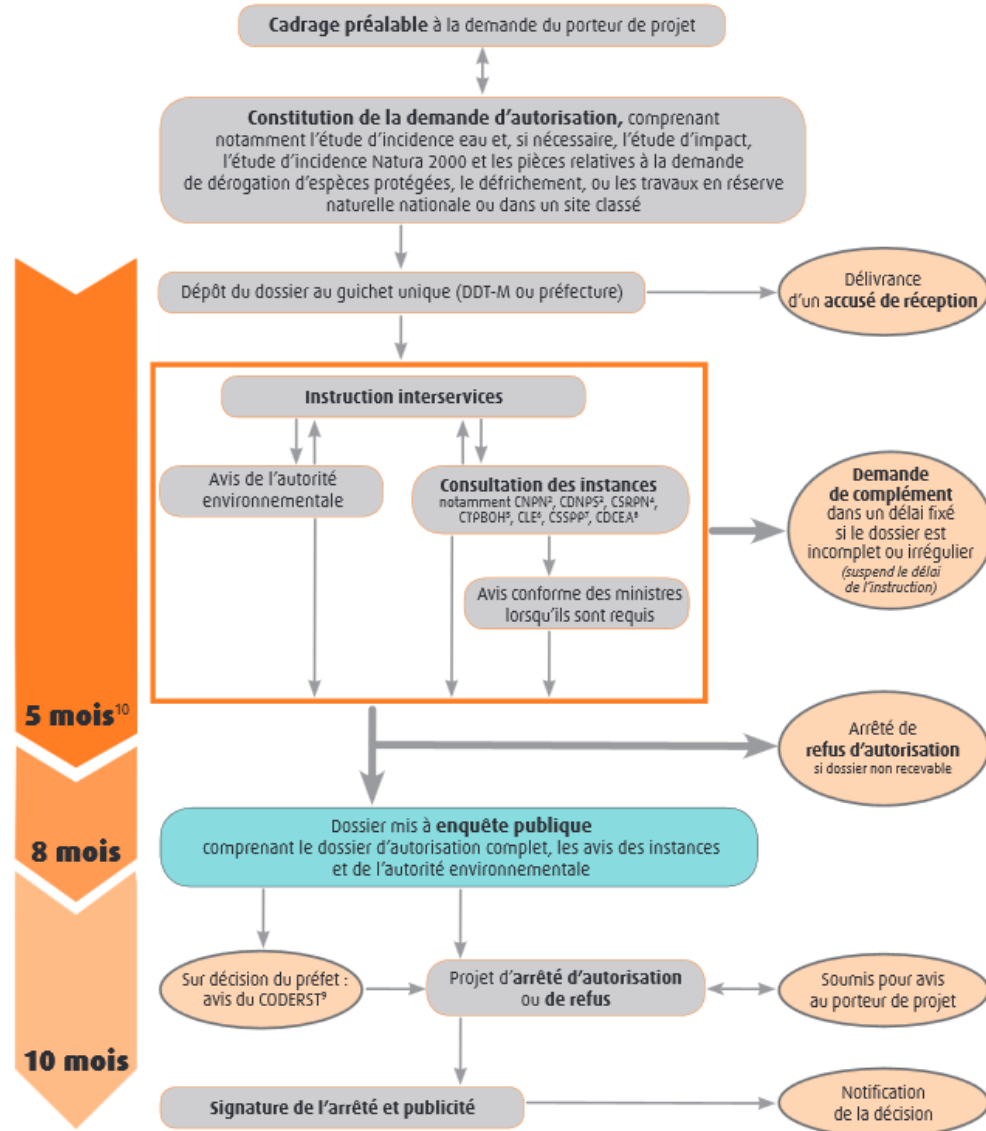 Cadrage préalable à la demande du porteur de projet
Constitution de la demande d'autorisation, comprenant
notamment l'étude d'incidence eau et, si nécessaire, l'étude d'impact,
l'étude d'incidence Natura 2000 et les pièces relatives à la demande
de dérogation d'espèces protégées, le défrichement, ou les travaux en réserve
naturelle nationale ou dans un site classé
Dépôt du dossier au guichet unique (DDT-M ou préfecture)
Délivrance
d'un accusé de réception
Instruction interservices
Avis de l'autorité
environnementale
Consultation des instances
notamment CNPN², CDNPS³, CSRPN⁴,
CTPBOH⁵, CLE⁶, CSSPP⁷, CDCEA⁸
Avis conforme des ministres
lorsqu'ils sont requis
Demande
de complément
dans un délai fixé
si le dossier est
incomplet ou irrégulier
(suspend le délai
de l'instruction)
5 mois¹⁰
Arrêté de
refus d'autorisation
si dossier non recevable
8 mois
Dossier mis à enquête publique
comprenant le dossier d'autorisation complet, les avis des instances
et de l'autorité environnementale
Sur décision du préfet :
avis du CODERST⁹
Projet d'arrêté d'autorisation
ou de refus
Soumis pour avis
au porteur de projet
10 mois
Signature de l'arrêté et publicité
Notification
de la décision